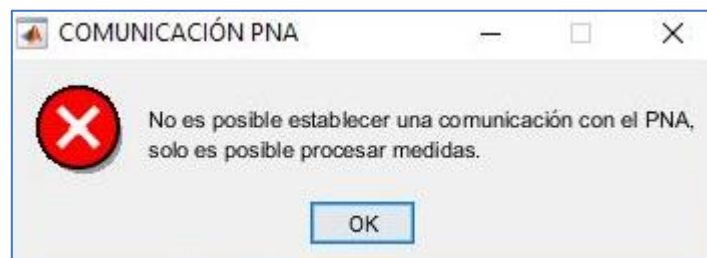 COMUNICACIÓN PNA
No es posible establecer una comunicación con el PNA,
solo es posible procesar medidas.
OK